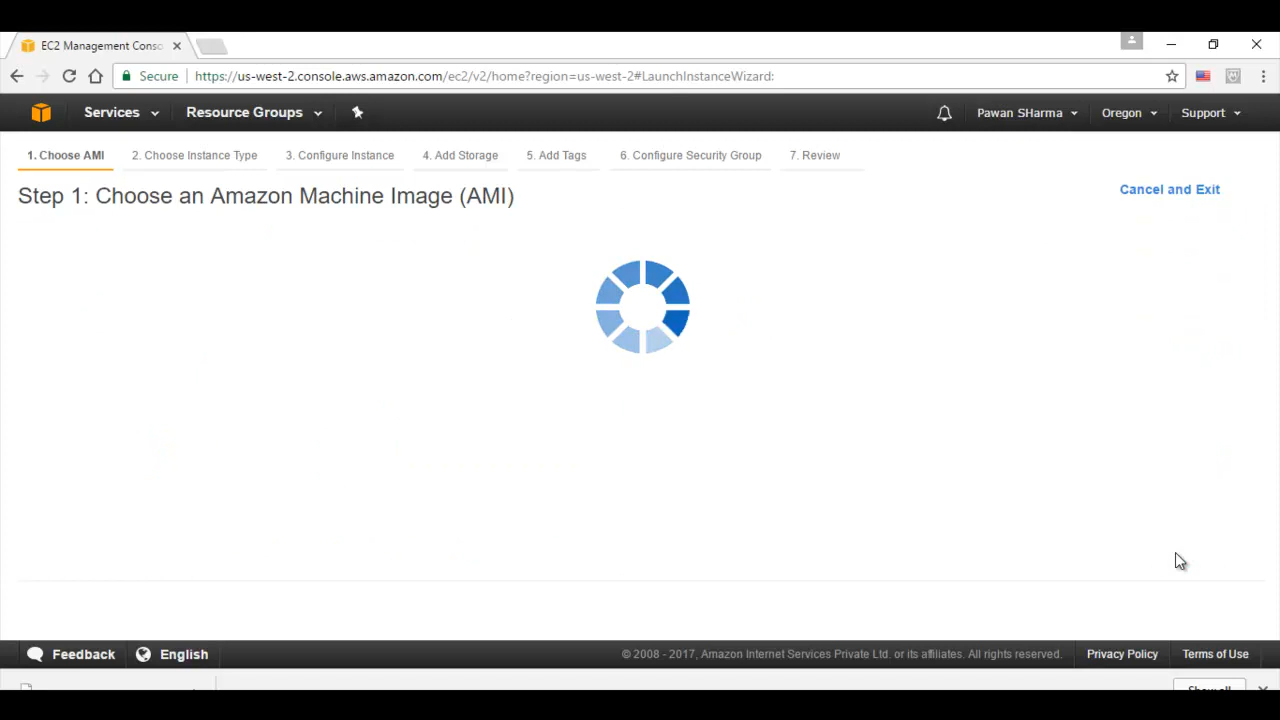 EC2 Management Conso
Secure https://us-west-2.console.aws.amazon.com/ec2/v2/home?region=us-west-2#LaunchInstanceWizard:
Services Resource Groups Pawan SHarma Oregon Support
1. Choose AMI 2. Choose Instance Type 3. Configure Instance 4. Add Storage 5. Add Tags 6. Configure Security Group 7. Review
Step 1: Choose an Amazon Machine Image (AMI) Cancel and Exit
Feedback English © 2008 - 2017, Amazon Internet Services Private Ltd. or its affiliates. All rights reserved. Privacy Policy Terms of Use
Show all